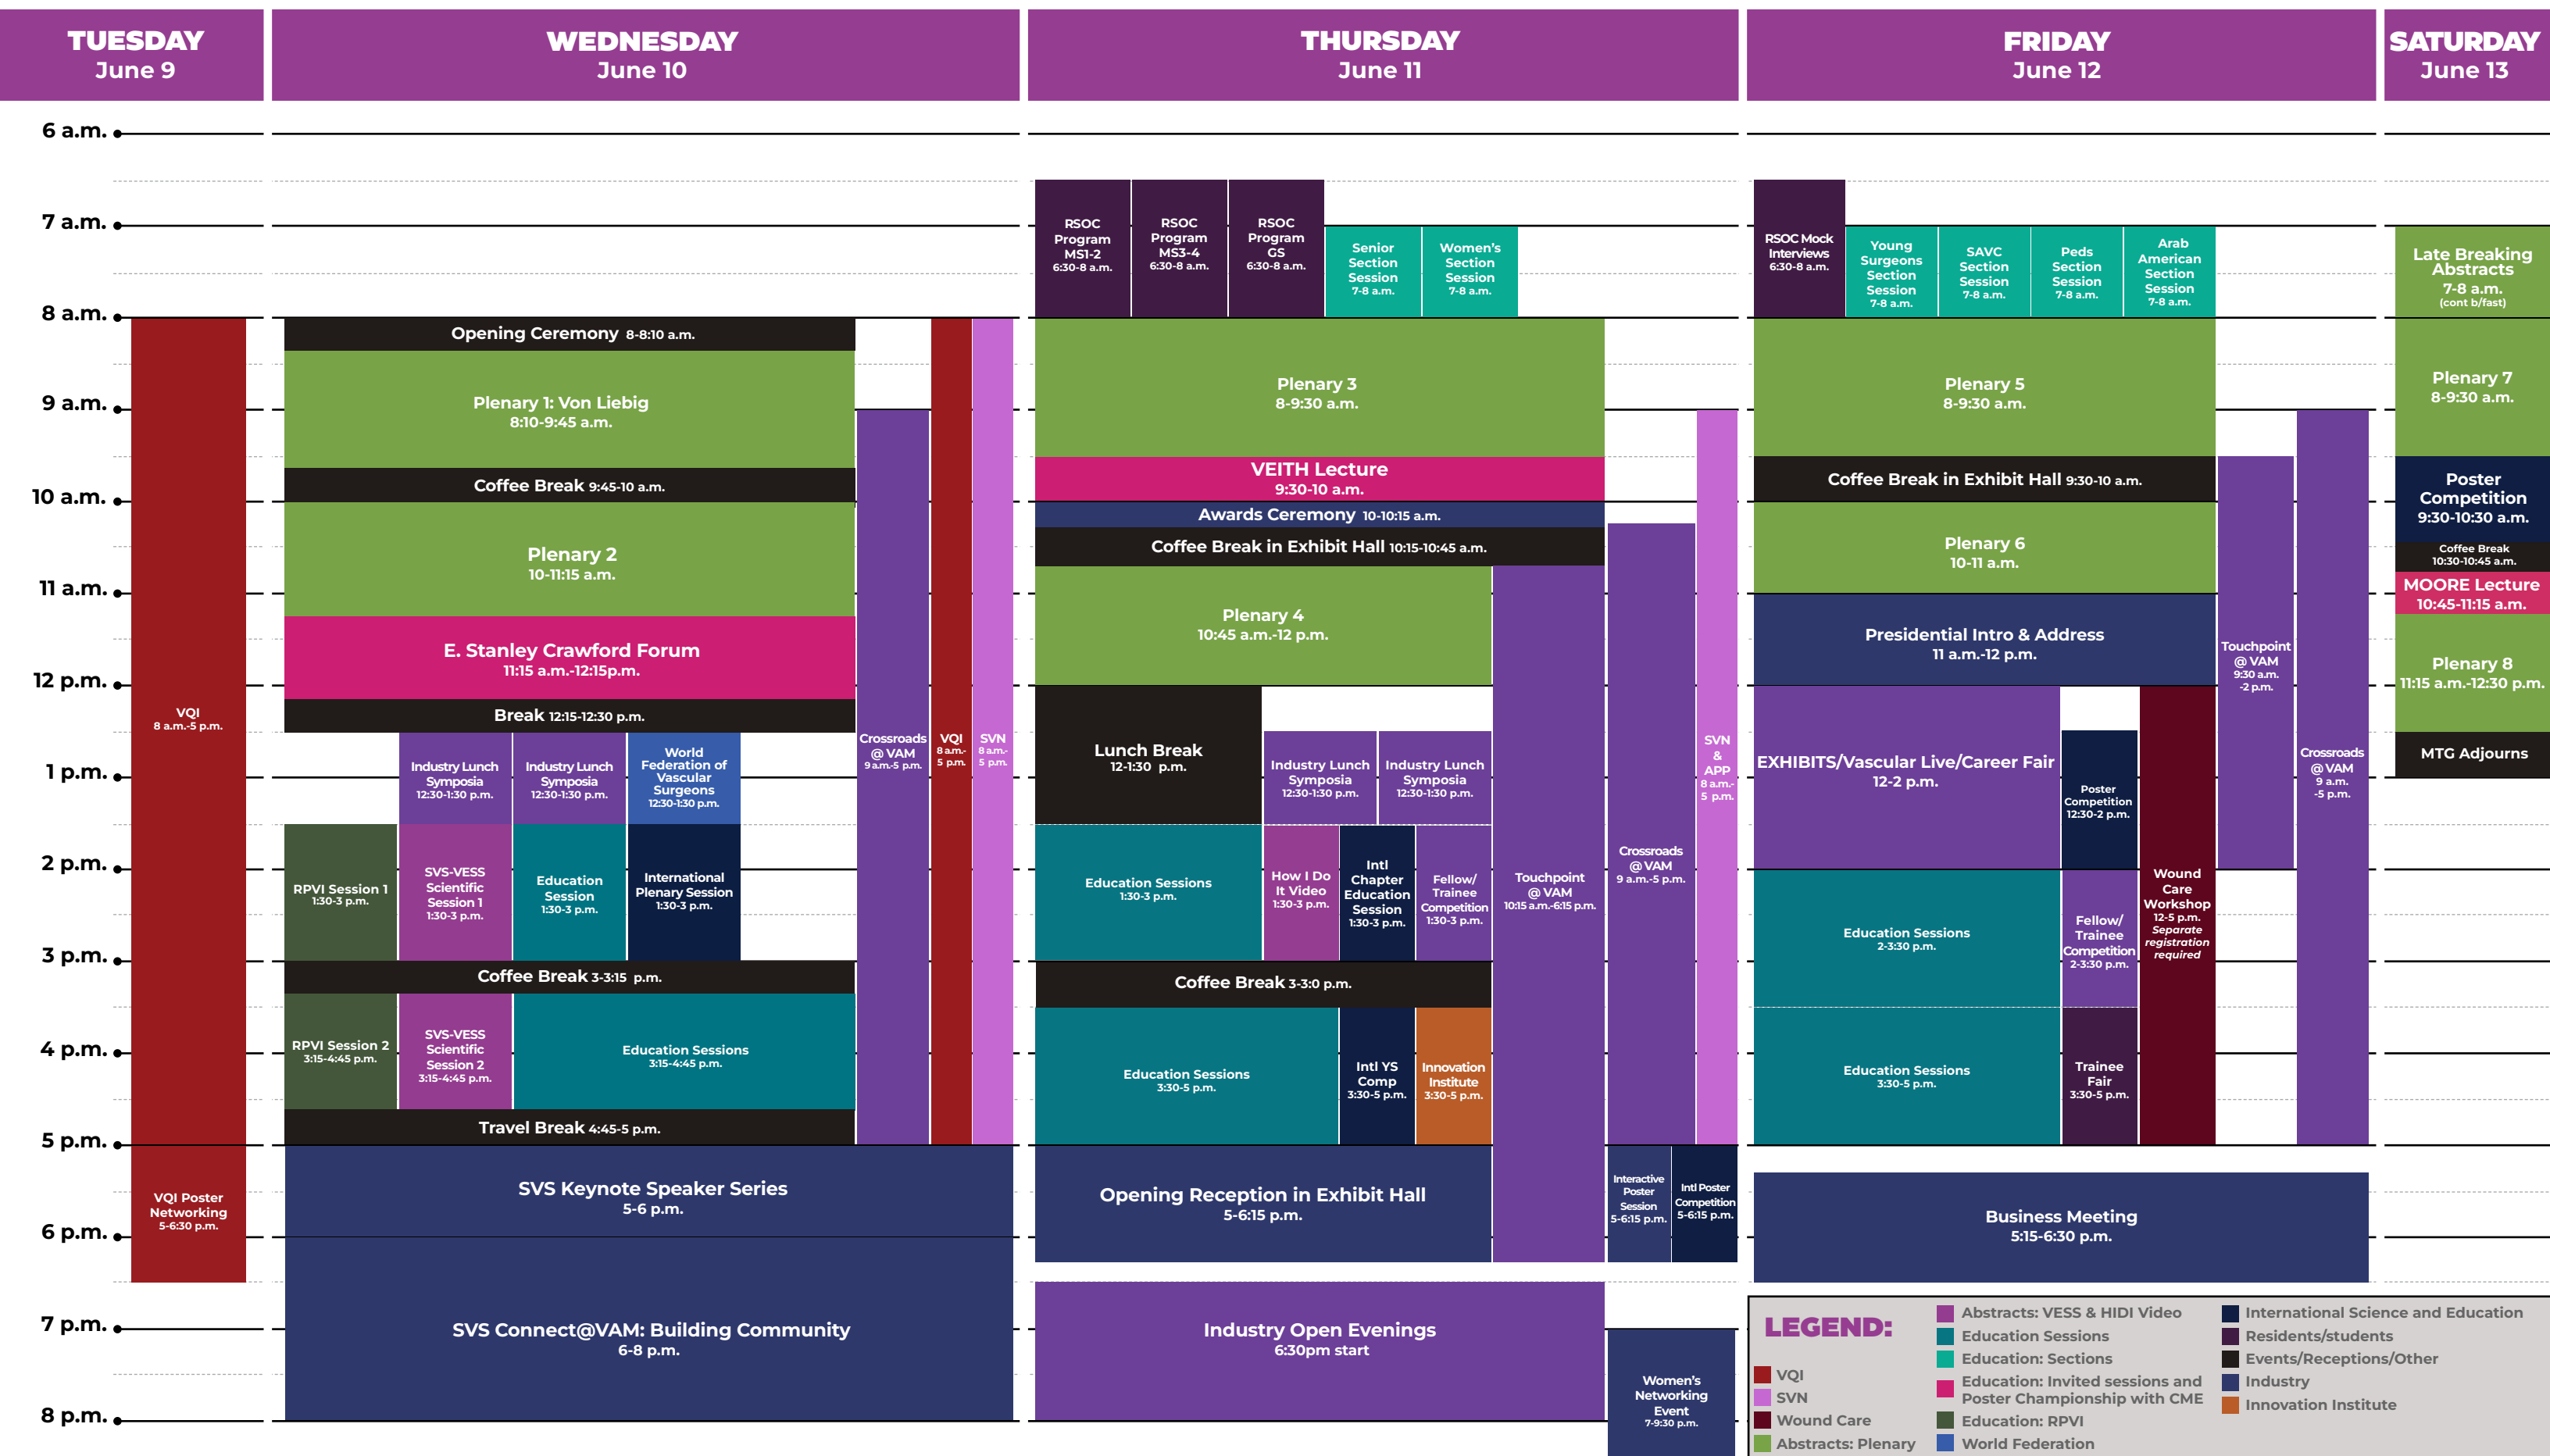 TUESDAY
June 9
WEDNESDAY
June 10
THURSDAY
June 11
FRIDAY
June 12
SATURDAY
June 13
6 a.m.
7 a.m.
8 a.m.
9 a.m.
10 a.m.
11 a.m.
12 p.m.
1 p.m.
2 p.m.
3 p.m.
4 p.m.
5 p.m.
6 p.m.
7 p.m.
8 p.m.
VQI
8 a.m.-5 p.m.
VQI Poster
Networking
5-6:30 p.m.
Opening Ceremony 8-8:10 a.m.
Plenary 1: Von Liebig
8:10-9:45 a.m.
Coffee Break 9:45-10 a.m.
Plenary 2
10-11:15 a.m.
E. Stanley Crawford Forum
11:15 a.m.-12:15p.m.
Break 12:15-12:30 p.m.
Industry Lunch
Symposia
12:30-1:30 p.m.
Industry Lunch
Symposia
12:30-1:30 p.m.
World
Federation of
Vascular
Surgeons
12:30-1:30 p.m.
RPVI Session 1
1:30-3 p.m.
SVS-VESS
Scientific
Session 1
1:30-3 p.m.
Education
Session
1:30-3 p.m.
International
Plenary Session
1:30-3 p.m.
Coffee Break 3-3:15 p.m.
RPVI Session 2
3:15-4:45 p.m.
SVS-VESS
Scientific
Session 2
3:15-4:45 p.m.
Education Sessions
3:15-4:45 p.m.
Travel Break 4:45-5 p.m.
Crossroads
@ VAM
9 a.m.-5 p.m.
VQI
8 a.m.-
5 p.m.
SVN
8 a.m.-
5 p.m.
SVS Keynote Speaker Series
5-6 p.m.
SVS Connect@VAM: Building Community
6-8 p.m.
RSOC
Program
MS1-2
6:30-8 a.m.
RSOC
Program
MS3-4
6:30-8 a.m.
RSOC
Program
GS
6:30-8 a.m.
Senior
Section
Session
7-8 a.m.
Women's
Section
Session
7-8 a.m.
Plenary 3
8-9:30 a.m.
VEITH Lecture
9:30-10 a.m.
Awards Ceremony 10-10:15 a.m.
Coffee Break in Exhibit Hall 10:15-10:45 a.m.
Plenary 4
10:45 a.m.-12 p.m.
Lunch Break
12-1:30 p.m.
Industry Lunch
Symposia
12:30-1:30 p.m.
Industry Lunch
Symposia
12:30-1:30 p.m.
Education Sessions
1:30-3 p.m.
How I Do
It Video
1:30-3 p.m.
Intl
Chapter
Education
Session
1:30-3 p.m.
Fellow/
Trainee
Competition
1:30-3 p.m.
Coffee Break 3-3:0 p.m.
Education Sessions
3:30-5 p.m.
Intl YS
Comp
3:30-5 p.m.
Innovation
Institute
3:30-5 p.m.
Touchpoint
@ VAM
10:15 a.m.-6:15 p.m.
Crossroads
@ VAM
9 a.m.-5 p.m.
SVN
&
APP
8 a.m.-
5 p.m.
Opening Reception in Exhibit Hall
5-6:15 p.m.
Interactive
Poster
Session
5-6:15 p.m.
Intl Poster
Competition
5-6:15 p.m.
Industry Open Evenings
6:30pm start
Women's
Networking
Event
7-9:30 p.m.
RSOC Mock
Interviews
6:30-8 a.m.
Young
Surgeons
Section
Session
7-8 a.m.
SAVC
Section
Session
7-8 a.m.
Peds
Section
Session
7-8 a.m.
Arab
American
Section
Session
7-8 a.m.
Plenary 5
8-9:30 a.m.
Coffee Break in Exhibit Hall 9:30-10 a.m.
Plenary 6
10-11 a.m.
Presidential Intro & Address
11 a.m.-12 p.m.
EXHIBITS/Vascular Live/Career Fair
12-2 p.m.
Poster
Competition
12:30-2 p.m.
Wound
Care
Workshop
12-5 p.m.
Separate
registration
required
Touchpoint
@ VAM
9:30 a.m.
-2 p.m.
Crossroads
@ VAM
9 a.m.
-5 p.m.
Education Sessions
2-3:30 p.m.
Fellow/
Trainee
Competition
2-3:30 p.m.
Education Sessions
3:30-5 p.m.
Trainee
Fair
3:30-5 p.m.
Business Meeting
5:15-6:30 p.m.
Late Breaking
Abstracts
7-8 a.m.
(cont b/fast)
Plenary 7
8-9:30 a.m.
Poster
Competition
9:30-10:30 a.m.
Coffee Break
10:30-10:45 a.m.
MOORE Lecture
10:45-11:15 a.m.
Plenary 8
11:15 a.m.-12:30 p.m.
MTG Adjourns
LEGEND:
VQI
SVN
Wound Care
Abstracts: Plenary
Abstracts: VESS & HIDI Video
Education Sessions
Education: Sections
Education: Invited sessions and
Poster Championship with CME
Education: RPVI
World Federation
International Science and Education
Residents/students
Events/Receptions/Other
Industry
Innovation Institute